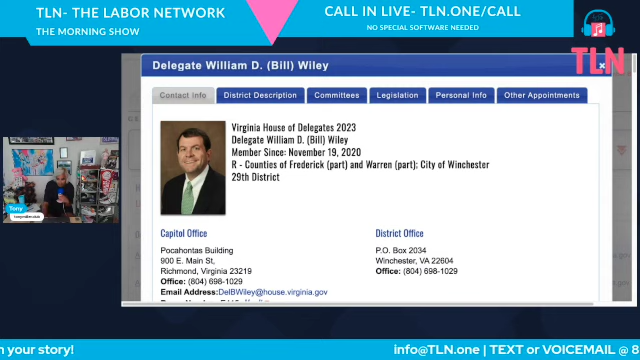 TLN- THE LABOR NETWORK
THE MORNING SHOW
CALL IN LIVE- TLN.ONE/CALL
NO SPECIAL SOFTWARE NEEDED
TLN
Delegate William D. (Bill) Wiley
x
Contact Info
District Description
Committees
Legislation
Personal Info
Other Appointments
Virginia House of Delegates 2023
Delegate William D. (Bill) Wiley
Member Since: November 19, 2020
R - Counties of Frederick (part) and Warren (part); City of Winchester
29th District
Capitol Office
Pocahontas Building
900 E. Main St,
Richmond, Virginia 23219
Office: (804) 698-1029
Email Address:DelBWiley@house.virginia.gov
District Office
P.O. Box 2034
Winchester, VA 22604
Office: (804) 698-1029
Tony
n your story!
info@TLN.one | TEXT or VOICEMAIL @ 8